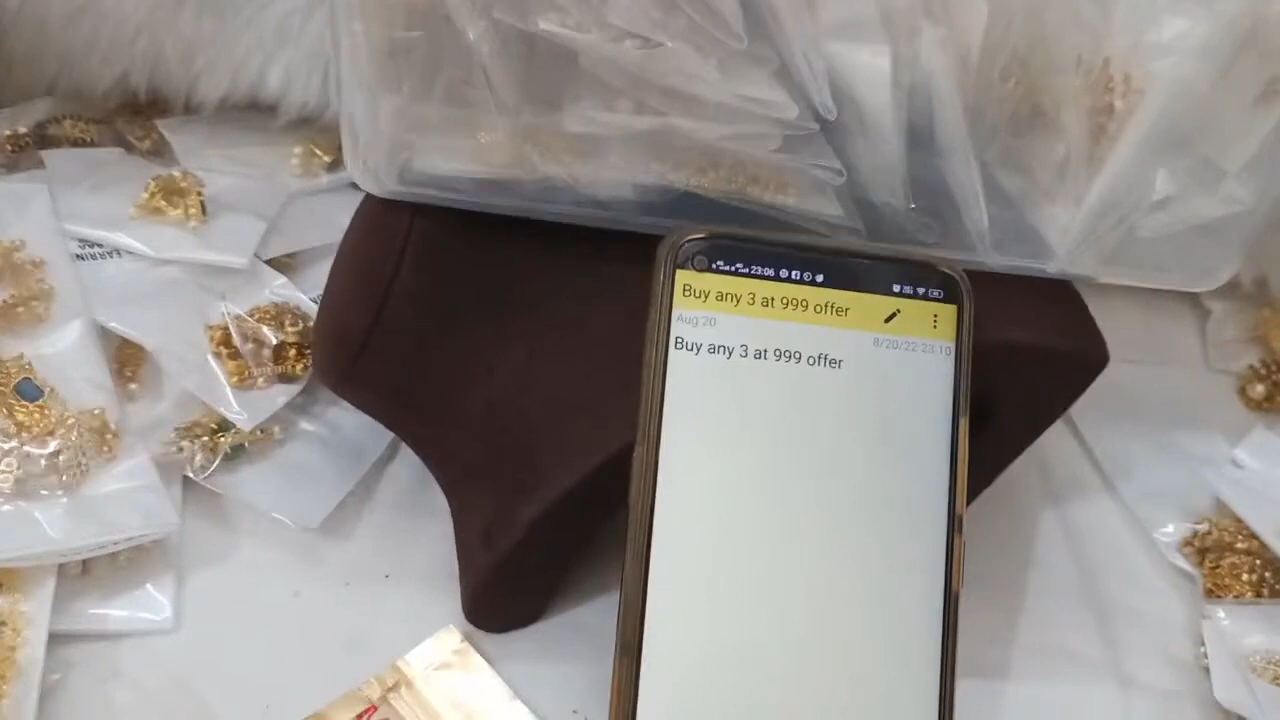 23:06
Buy any 3 at 999 offer
Aug 20
8/20/22 23:10
Buy any 3 at 999 offer